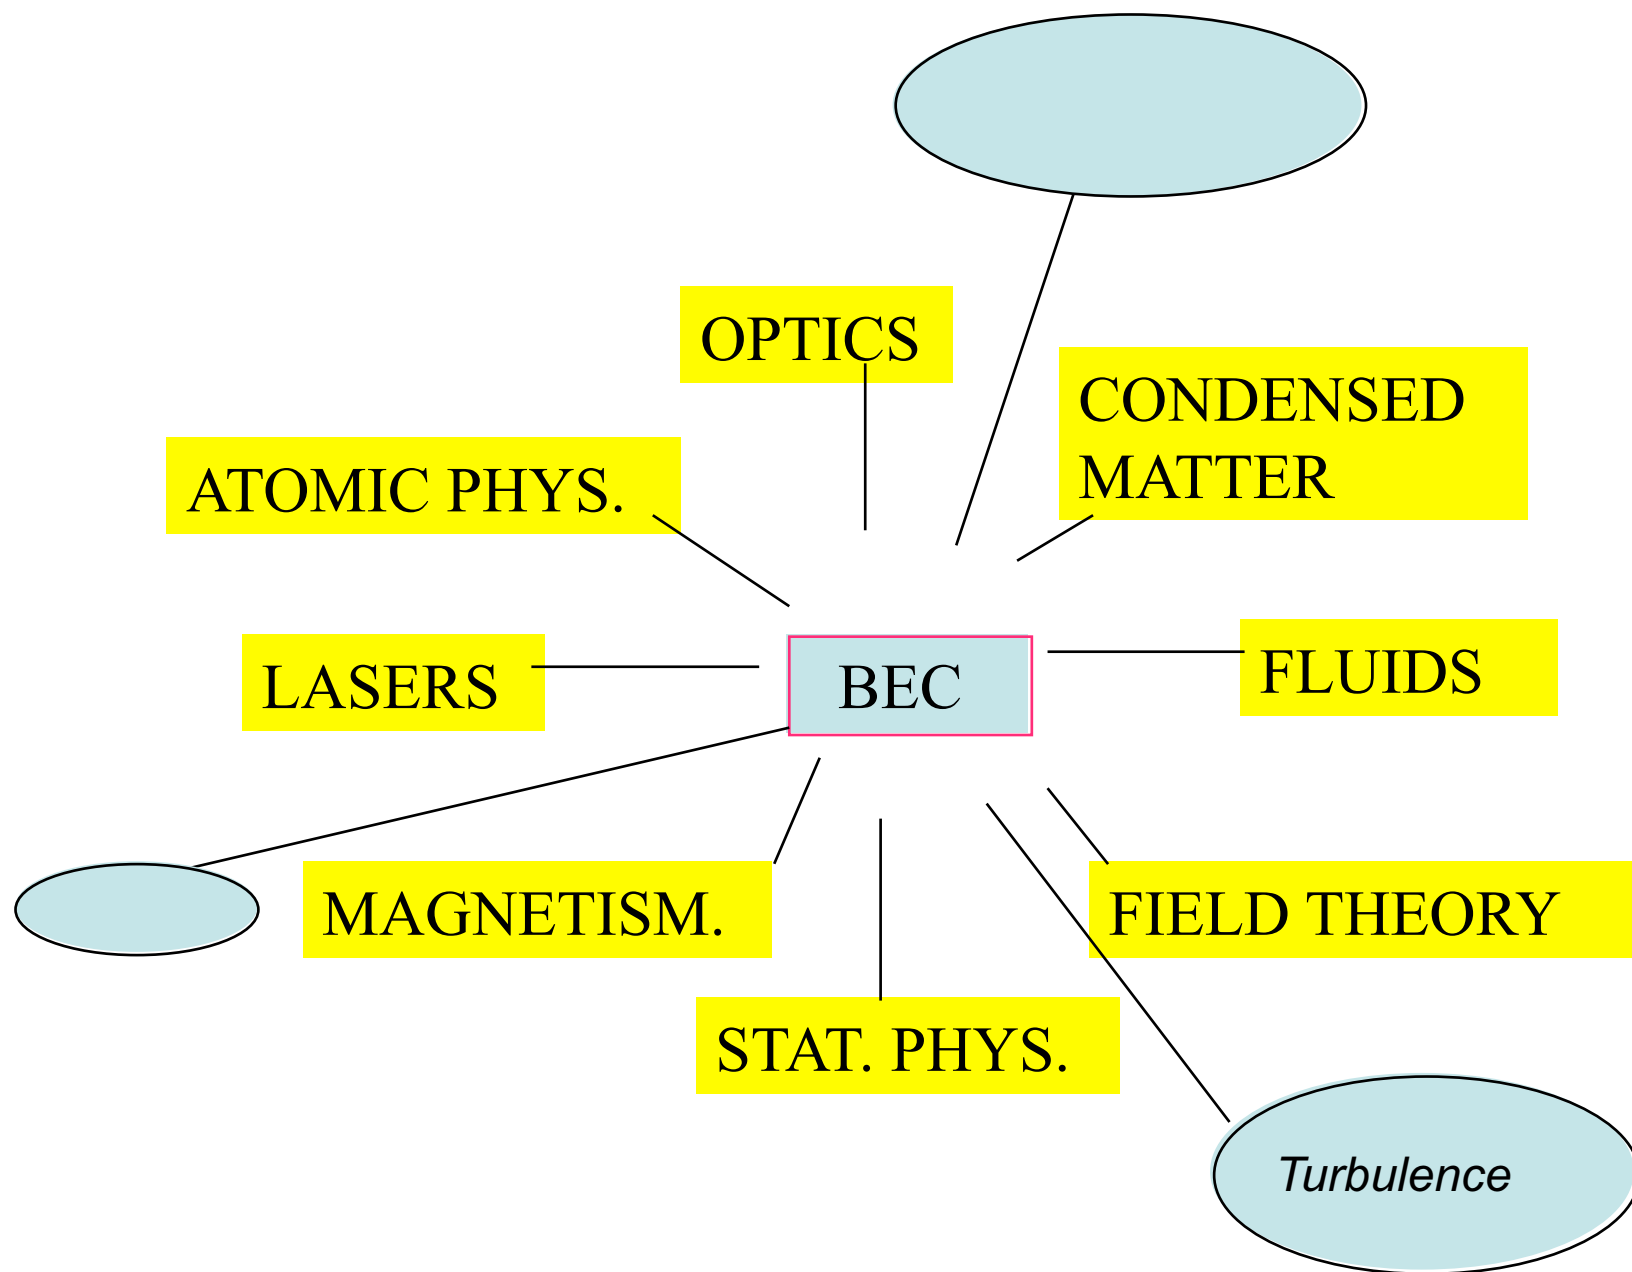 OPTICS
CONDENSED
MATTER
ATOMIC PHYS.
LASERS
BEC
FLUIDS
MAGNETISM.
FIELD THEORY
STAT. PHYS.
Turbulence